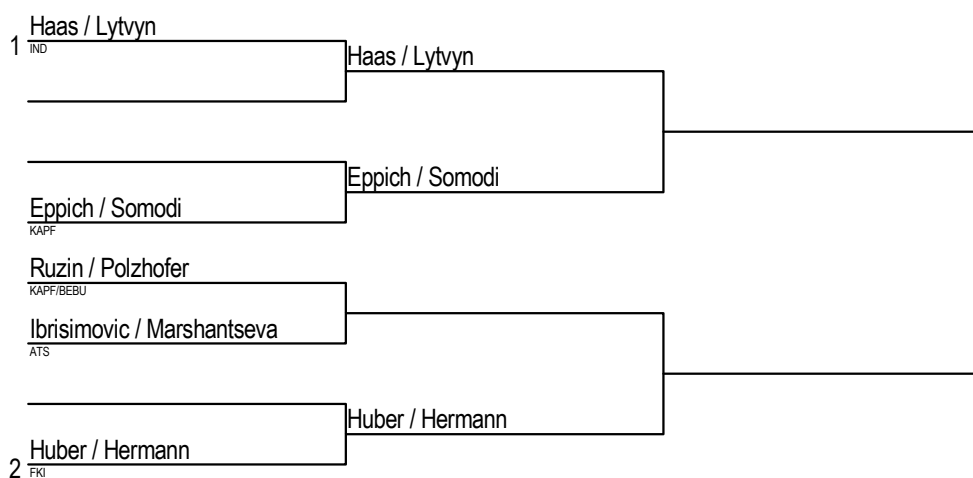 Haas / Lytvyn
1 IND
Haas / Lytvyn
Eppich / Somodi
Eppich / Somodi
KAPF
Ruzin / Polzhofer
KAPF/BEBU
Ibrisimovic / Marshantseva
ATS
Huber / Hermann
Huber / Hermann
2 FKI